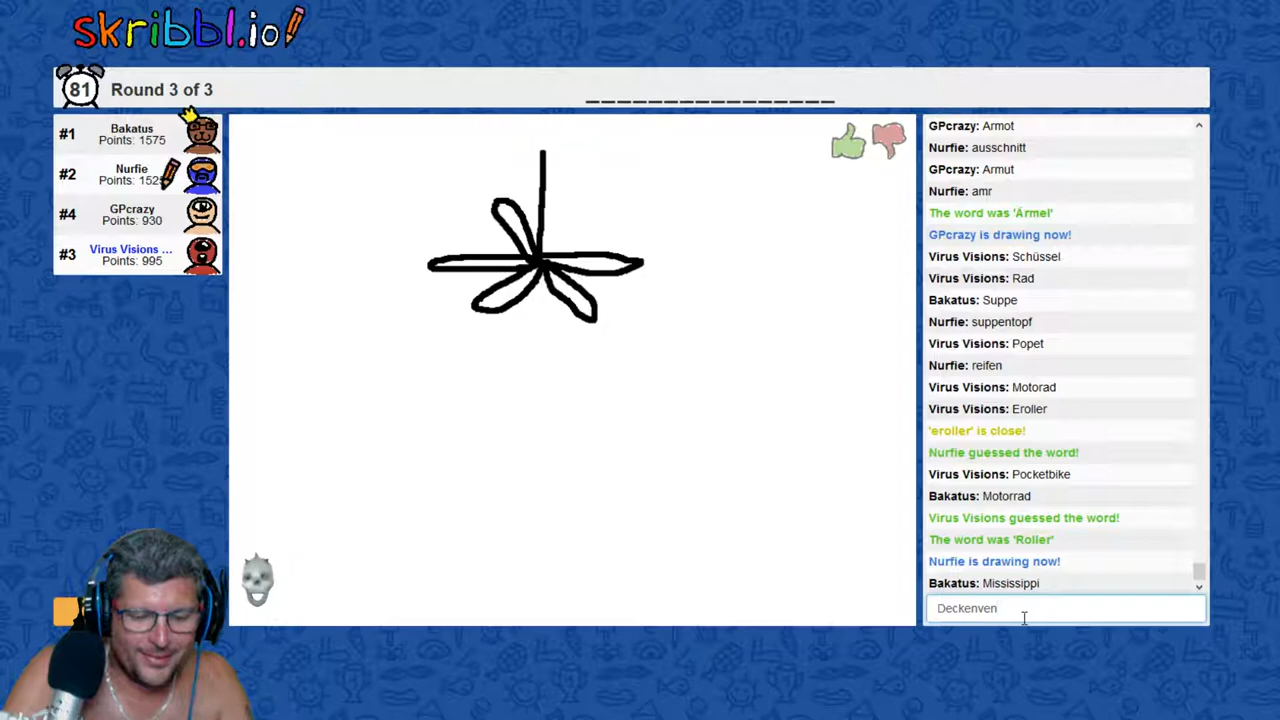 skribbl.io
81
Round 3 of 3
________________
#1
Bakatus
Points: 1575
#2
Nurfie
Points: 1525
#4
GPcrazy
Points: 930
#3
Virus Visions ...
Points: 995
GPcrazy: Armot
Nurfie: ausschnitt
GPcrazy: Armut
Nurfie: amr
The word was 'Ärmel'
GPcrazy is drawing now!
Virus Visions: Schüssel
Virus Visions: Rad
Bakatus: Suppe
Nurfie: suppentopf
Virus Visions: Popet
Nurfie: reifen
Virus Visions: Motorad
Virus Visions: Eroller
'eroller' is close!
Nurfie guessed the word!
Virus Visions: Pocketbike
Bakatus: Motorrad
Virus Visions guessed the word!
The word was 'Roller'
Nurfie is drawing now!
Bakatus: Mississippi
Deckenven